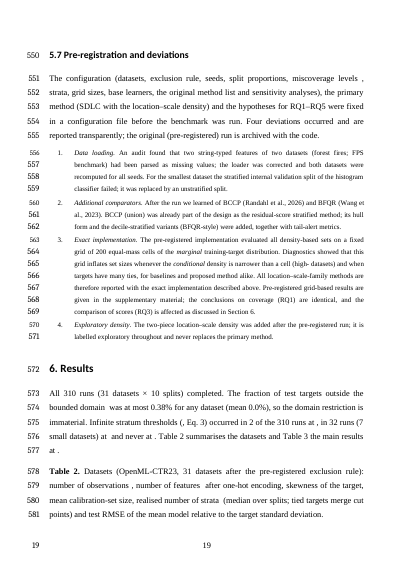 550 5.7 Pre-registration and deviations
551 The configuration (datasets, exclusion rule, seeds, split proportions, miscoverage levels ,
552 strata, grid sizes, base learners, the original method list and sensitivity analyses), the primary
553 method (SDLC with the location–scale density) and the hypotheses for RQ1–RQ5 were fixed
554 in a configuration file before the benchmark was run. Four deviations occurred and are
555 reported transparently; the original (pre-registered) run is archived with the code.
556 1. Data loading. An audit found that two string-typed features of two datasets (forest fires; FPS
557 benchmark) had been parsed as missing values; the loader was corrected and both datasets were
558 recomputed for all seeds. For the smallest dataset the stratified internal validation split of the histogram
559 classifier failed; it was replaced by an unstratified split.
560 2. Additional comparators. After the run we learned of BCCP (Randahl et al., 2026) and BFQR (Wang et
561 al., 2023). BCCP (union) was already part of the design as the residual-score stratified method; its hull
562 form and the decile-stratified variants (BFQR-style) were added, together with tail-alert metrics.
563 3. Exact implementation. The pre-registered implementation evaluated all density-based sets on a fixed
564 grid of 200 equal-mass cells of the marginal training-target distribution. Diagnostics showed that this
565 grid inflates set sizes whenever the conditional density is narrower than a cell (high- datasets) and when
566 targets have many ties, for baselines and proposed method alike. All location–scale-family methods are
567 therefore reported with the exact implementation described above. Pre-registered grid-based results are
568 given in the supplementary material; the conclusions on coverage (RQ1) are identical, and the
569 comparison of scores (RQ3) is affected as discussed in Section 6.
570 4. Exploratory density. The two-piece location–scale density was added after the pre-registered run; it is
571 labelled exploratory throughout and never replaces the primary method.
572 6. Results
573 All 310 runs (31 datasets × 10 splits) completed. The fraction of test targets outside the
574 bounded domain was at most 0.38% for any dataset (mean 0.0%), so the domain restriction is
575 immaterial. Infinite stratum thresholds (, Eq. 3) occurred in 2 of the 310 runs at , in 32 runs (7
576 small datasets) at and never at . Table 2 summarises the datasets and Table 3 the main results
577 at .
578 Table 2. Datasets (OpenML-CTR23, 31 datasets after the pre-registered exclusion rule):
579 number of observations , number of features after one-hot encoding, skewness of the target,
580 mean calibration-set size, realised number of strata (median over splits; tied targets merge cut
581 points) and test RMSE of the mean model relative to the target standard deviation.
19 19